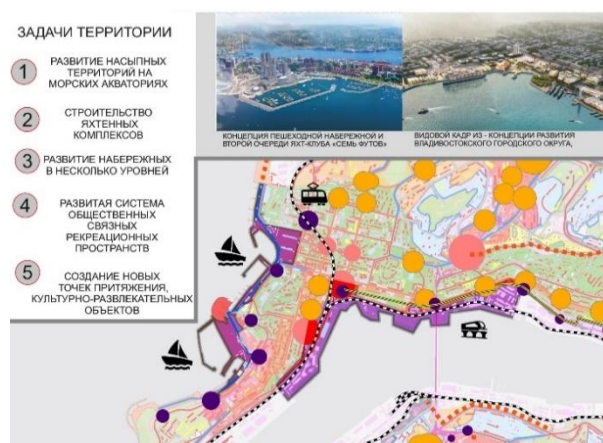 ЗАДАЧИ ТЕРРИТОРИИ
1
РАЗВИТИЕ НАСЫПНЫХ
ТЕРРИТОРИЙ НА
МОРСКИХ АКВАТОРИЯХ
2
СТРОИТЕЛЬСТВО
ЯХТЕННЫХ
КОМПЛЕКСОВ
3
РАЗВИТИЕ НАБЕРЕЖНЫХ
В НЕСКОЛЬКО УРОВНЕЙ
4
РАЗВИТАЯ СИСТЕМА
ОБЩЕСТВЕННЫХ
СВЯЗНЫХ
РЕКРЕАЦИОННЫХ
ПРОСТРАНСТВ
5
СОЗДАНИЕ НОВЫХ
ТОЧЕК ПРИТЯЖЕНИЯ,
КУЛЬТУРНО-РАЗВЛЕКАТЕЛЬНЫХ
ОБЪЕКТОВ
КОНЦЕПЦИЯ ПЕШЕХОДНОЙ НАБЕРЕЖНОЙ И
ВТОРОЙ ОЧЕРЕДИ ЯХТ-КЛУБА «СЕМЬ ФУТОВ»
ВИДОВОЙ КАДР ИЗ - КОНЦЕПЦИИ РАЗВИТИЯ
ВЛАДИВОСТОКСКОГО ГОРОДСКОГО ОКРУГА,